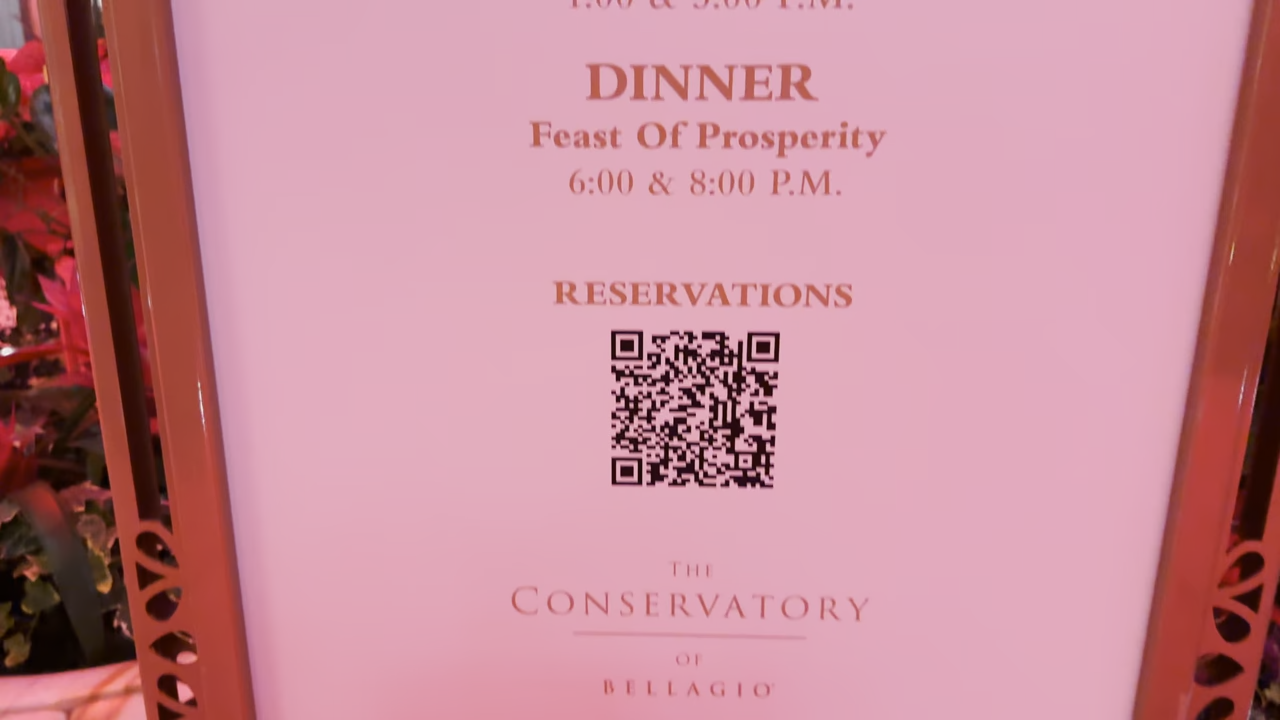 DINNER
Feast Of Prosperity
6:00 & 8:00 P.M.
RESERVATIONS
THE
CONSERVATORY
OF
BELLAGIO